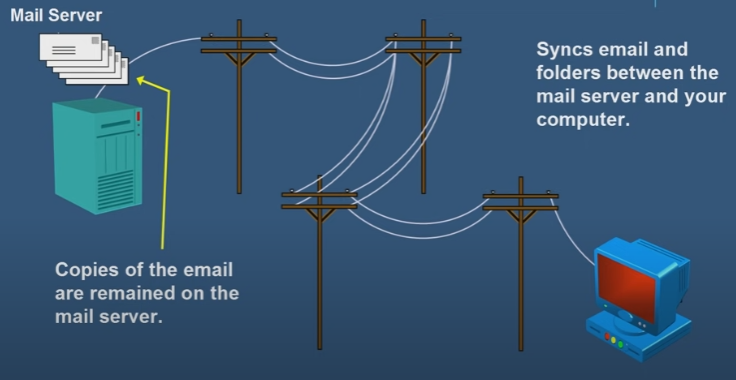 Mail Server
Syncs email and
folders between the
mail server and your
computer.
Copies of the email
are remained on the
mail server.